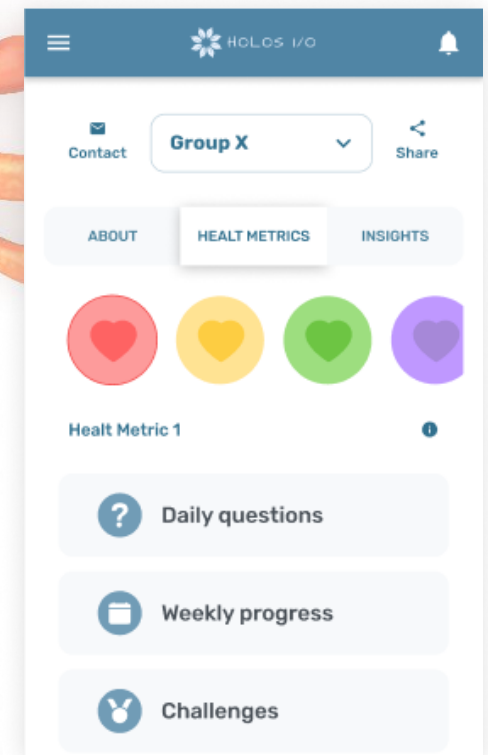 HOLOS I/O
Contact
Group X
Share
ABOUT
HEALT METRICS
INSIGHTS
Healt Metric 1
Daily questions
Weekly progress
Challenges